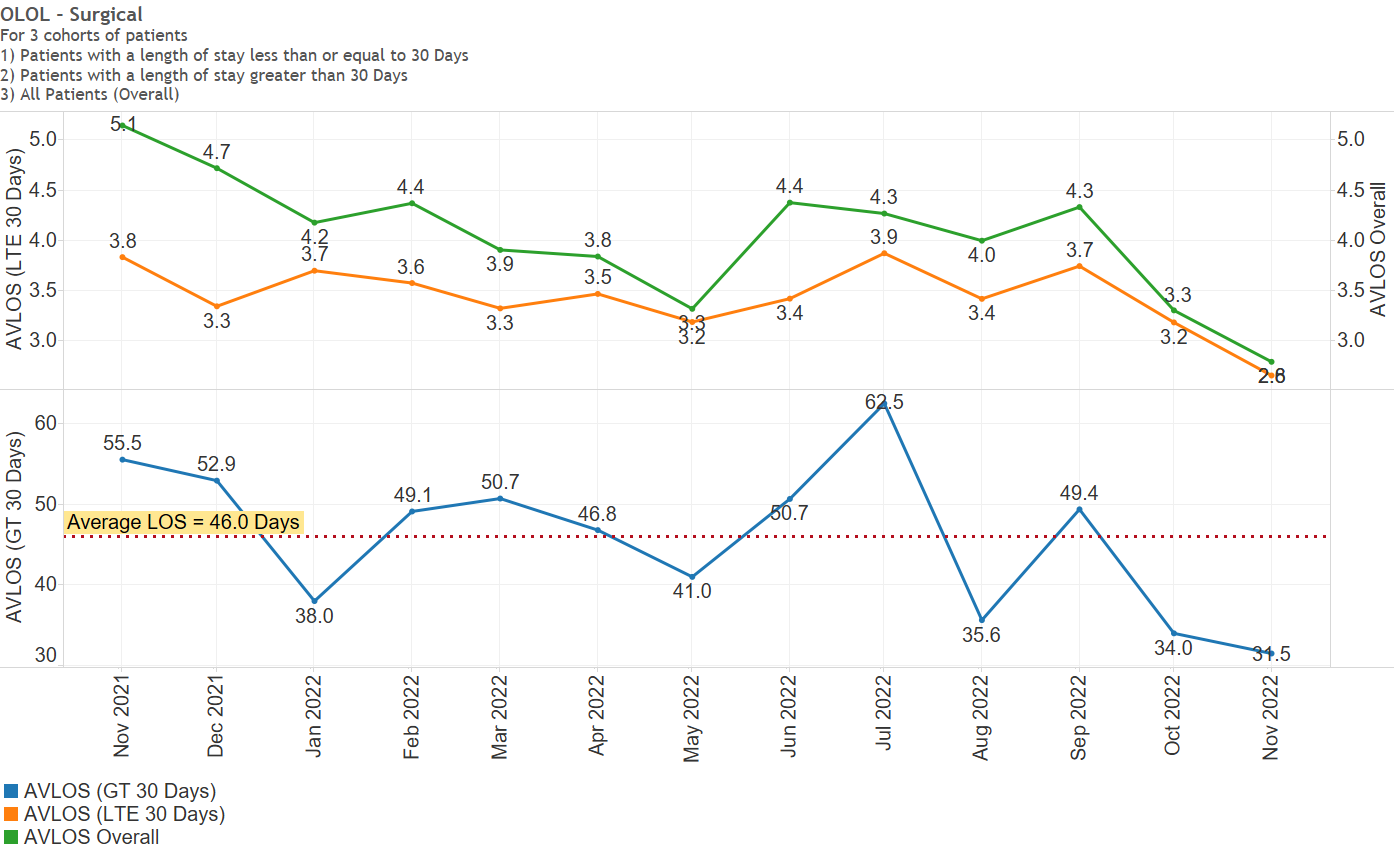 OLOL - Surgical
For 3 cohorts of patients
1) Patients with a length of stay less than or equal to 30 Days
2) Patients with a length of stay greater than 30 Days
3) All Patients (Overall)
AVLOS (LTE 30 Days)
5.0
4.5
4.0
3.5
3.0
5.1
4.7
4.2
4.4
3.9
3.8
3.3
4.4
4.3
4.0
4.3
3.3
2.8
3.8
3.3
3.7
3.6
3.3
3.5
3.2
3.4
3.9
3.4
3.7
3.2
2.6
5.0
4.5
4.0
3.5
3.0
AVLOS Overall
AVLOS (GT 30 Days)
60
50
40
30
55.5
52.9
38.0
49.1
50.7
46.8
41.0
50.7
62.5
35.6
49.4
34.0
31.5
Average LOS = 46.0 Days
Nov 2021
Dec 2021
Jan 2022
Feb 2022
Mar 2022
Apr 2022
May 2022
Jun 2022
Jul 2022
Aug 2022
Sep 2022
Oct 2022
Nov 2022
AVLOS (GT 30 Days)
AVLOS (LTE 30 Days)
AVLOS Overall